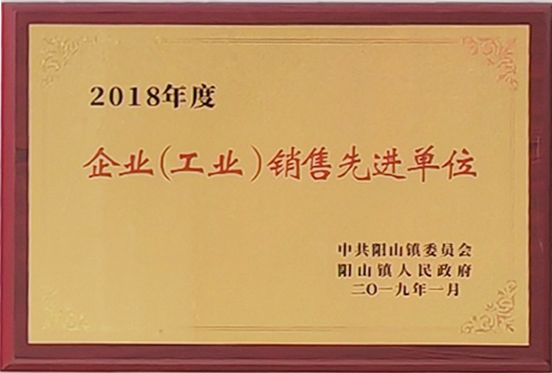 2018年度
企业(工业)销售先进单位
中共阳山镇委员会
阳山镇人民政府
二〇一九年一月